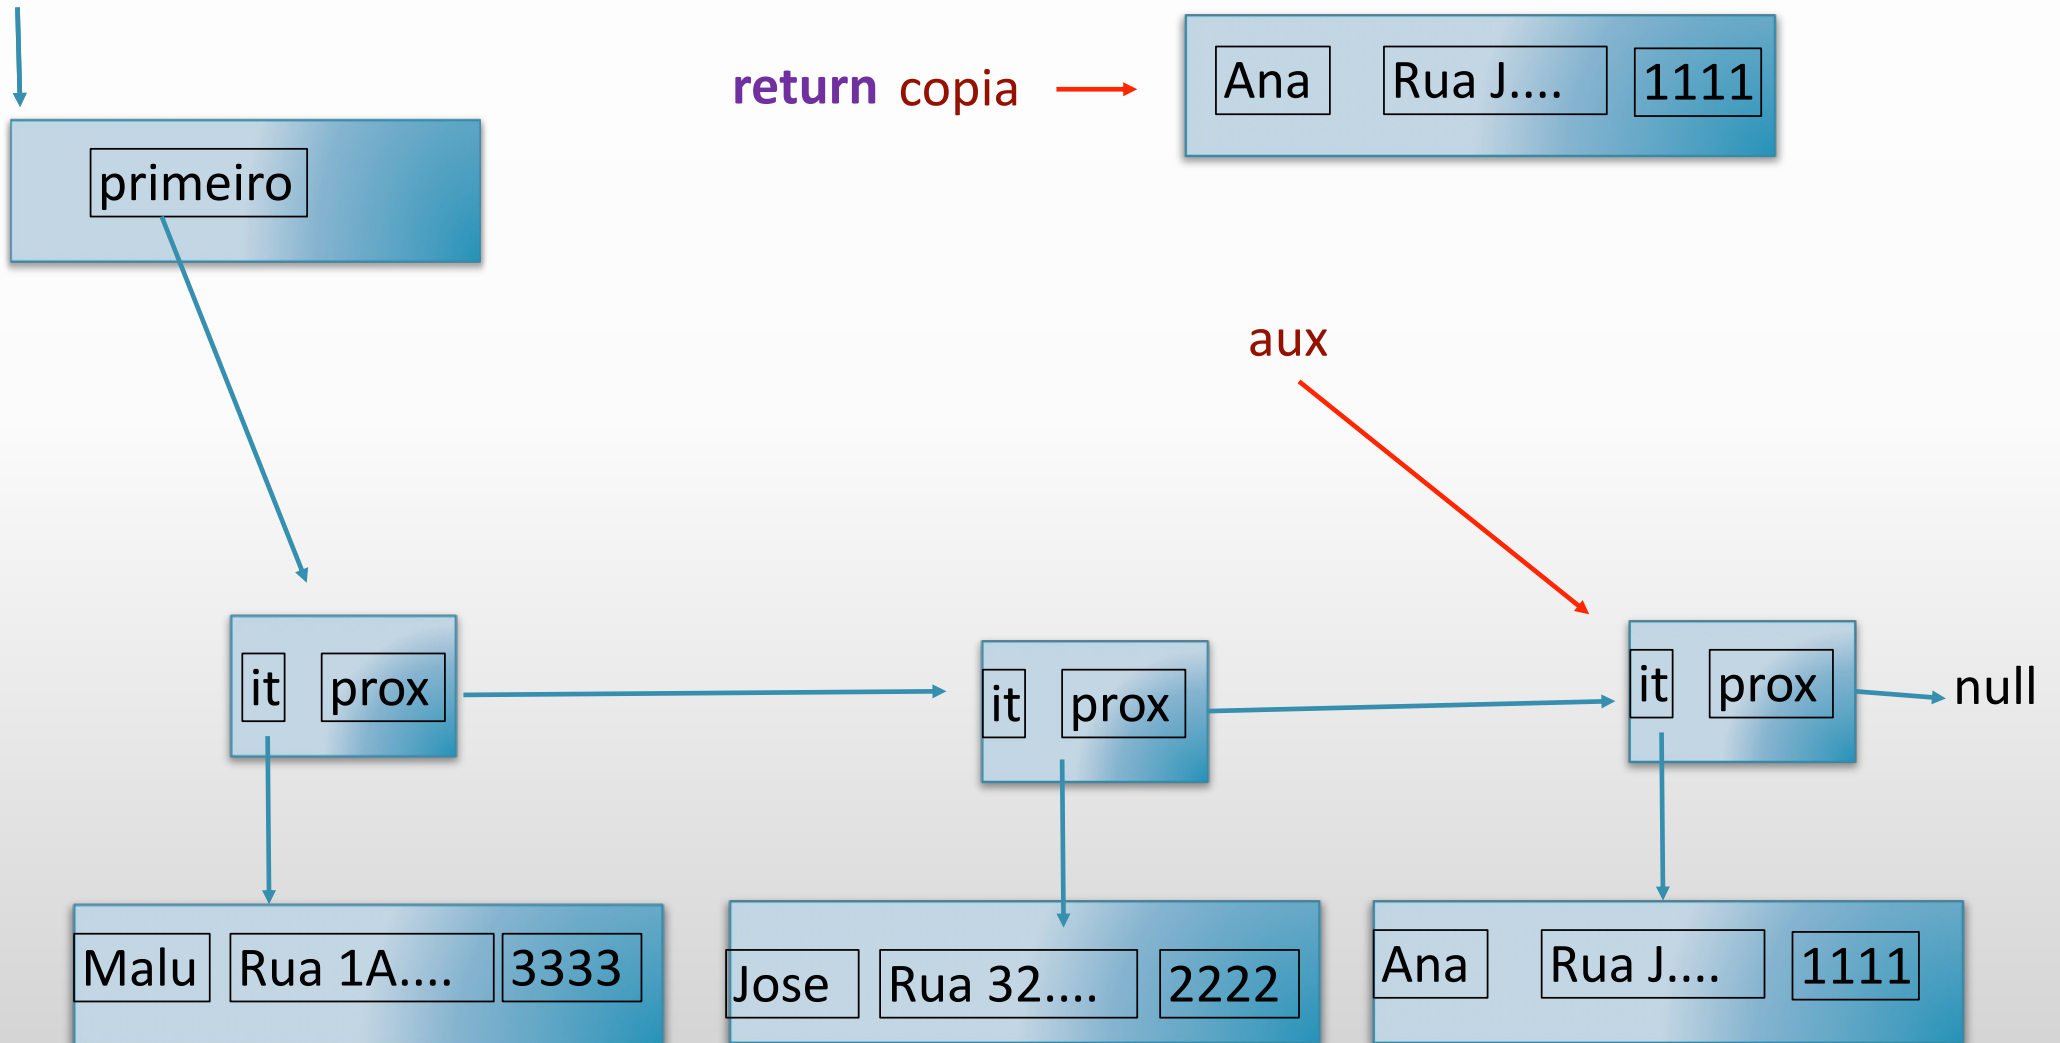 return copia
Ana Rua J.... 1111
primeiro
aux
it prox
it prox
it prox
null
Malu Rua 1A.... 3333
Jose Rua 32.... 2222
Ana Rua J.... 1111